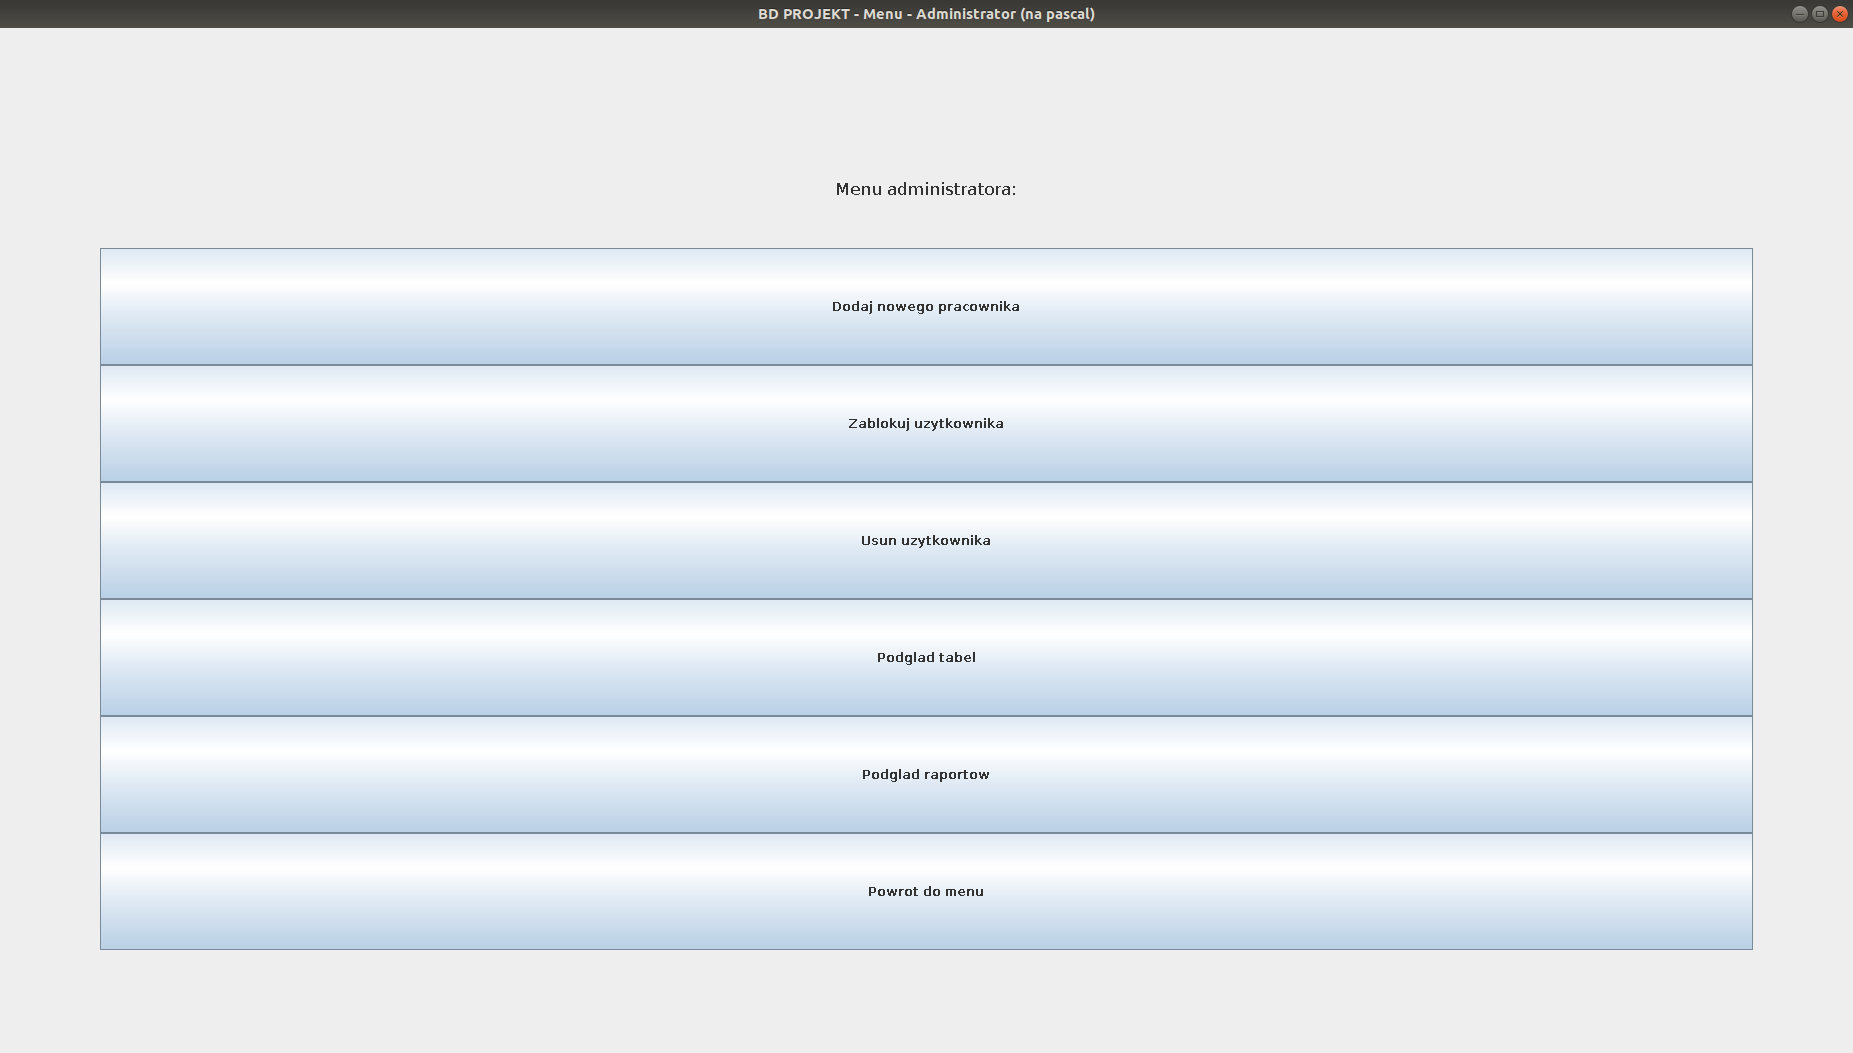 BD PROJEKT - Menu - Administrator (na pascal)
Menu administratora:
Dodaj nowego pracownika
Zablokuj uzytkownika
Usun uzytkownika
Podglad tabel
Podglad raportow
Powrot do menu